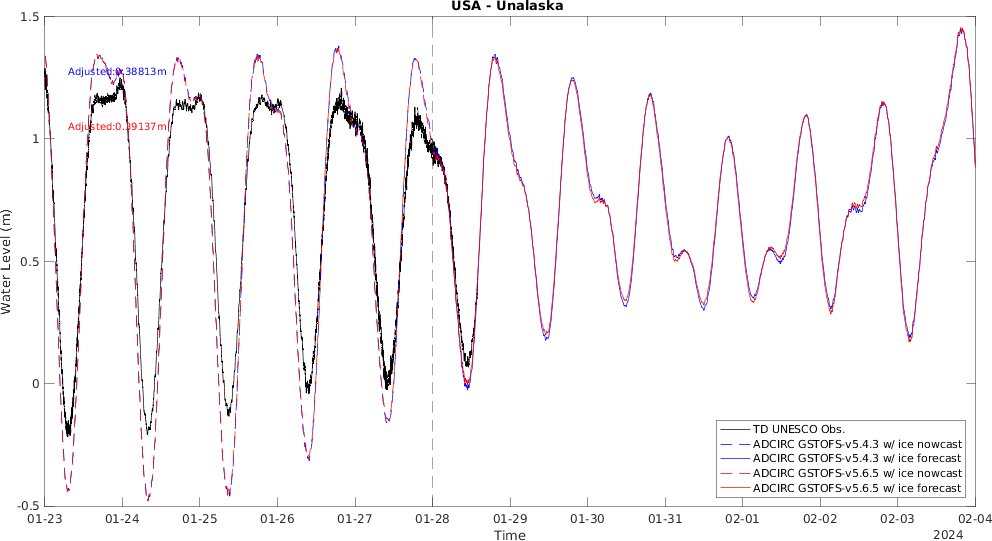 USA - Unalaska
1.5
1
0.5
0
-0.5
Water Level (m)
Adjusted:0.38813m
Adjusted:0.39137m
TD UNESCO Obs.
ADCIRC GSTOFS-v5.4.3 w/ ice nowcast
ADCIRC GSTOFS-v5.4.3 w/ ice forecast
ADCIRC GSTOFS-v5.6.5 w/ ice nowcast
ADCIRC GSTOFS-v5.6.5 w/ ice forecast
01-23 01-24 01-25 01-26 01-27 01-28 01-29 01-30 01-31 02-01 02-02 02-03 02-04
Time
2024